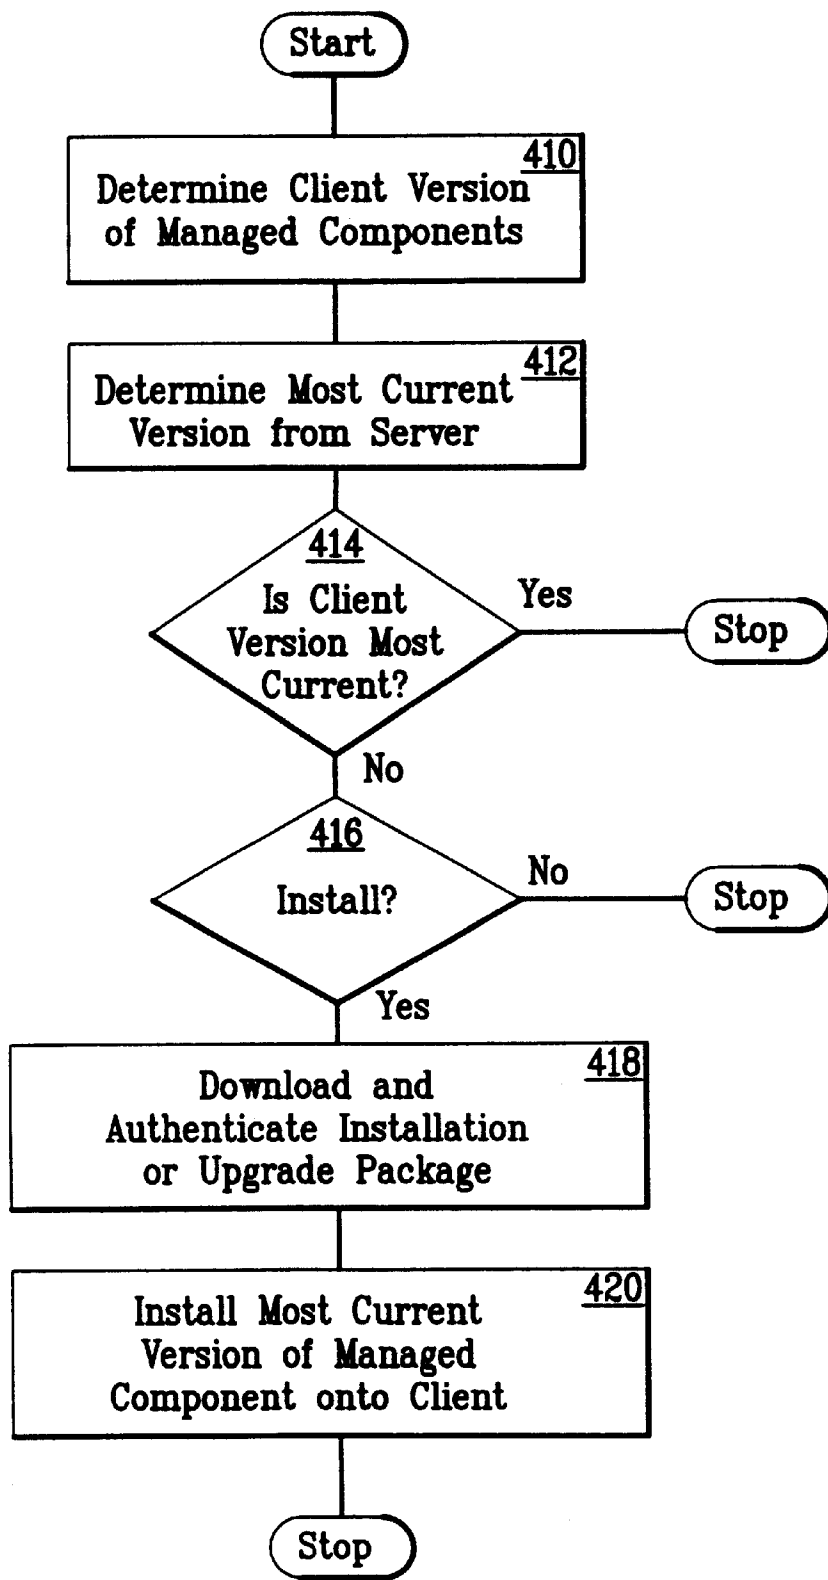 Start
410
Determine Client Version
of Managed Components
412
Determine Most Current
Version from Server
414
Is Client
Version Most
Current?
Yes
Stop
No
416
Install?
No
Stop
Yes
418
Download and
Authenticate Installation
or Upgrade Package
420
Install Most Current
Version of Managed
Component onto Client
Stop